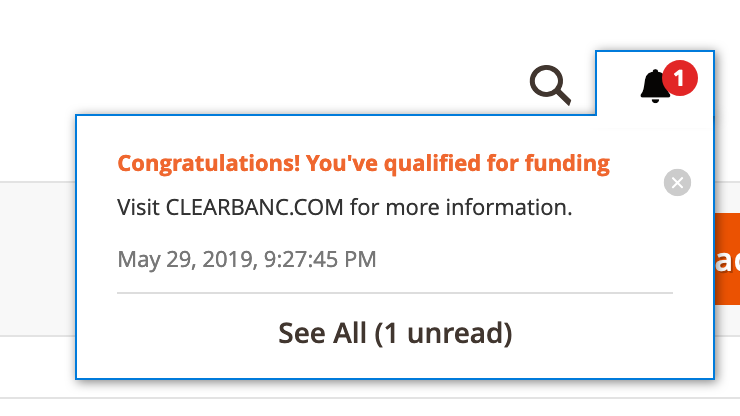 1
Congratulations! You've qualified for funding
Visit CLEARBANC.COM for more information.
May 29, 2019, 9:27:45 PM
See All (1 unread)